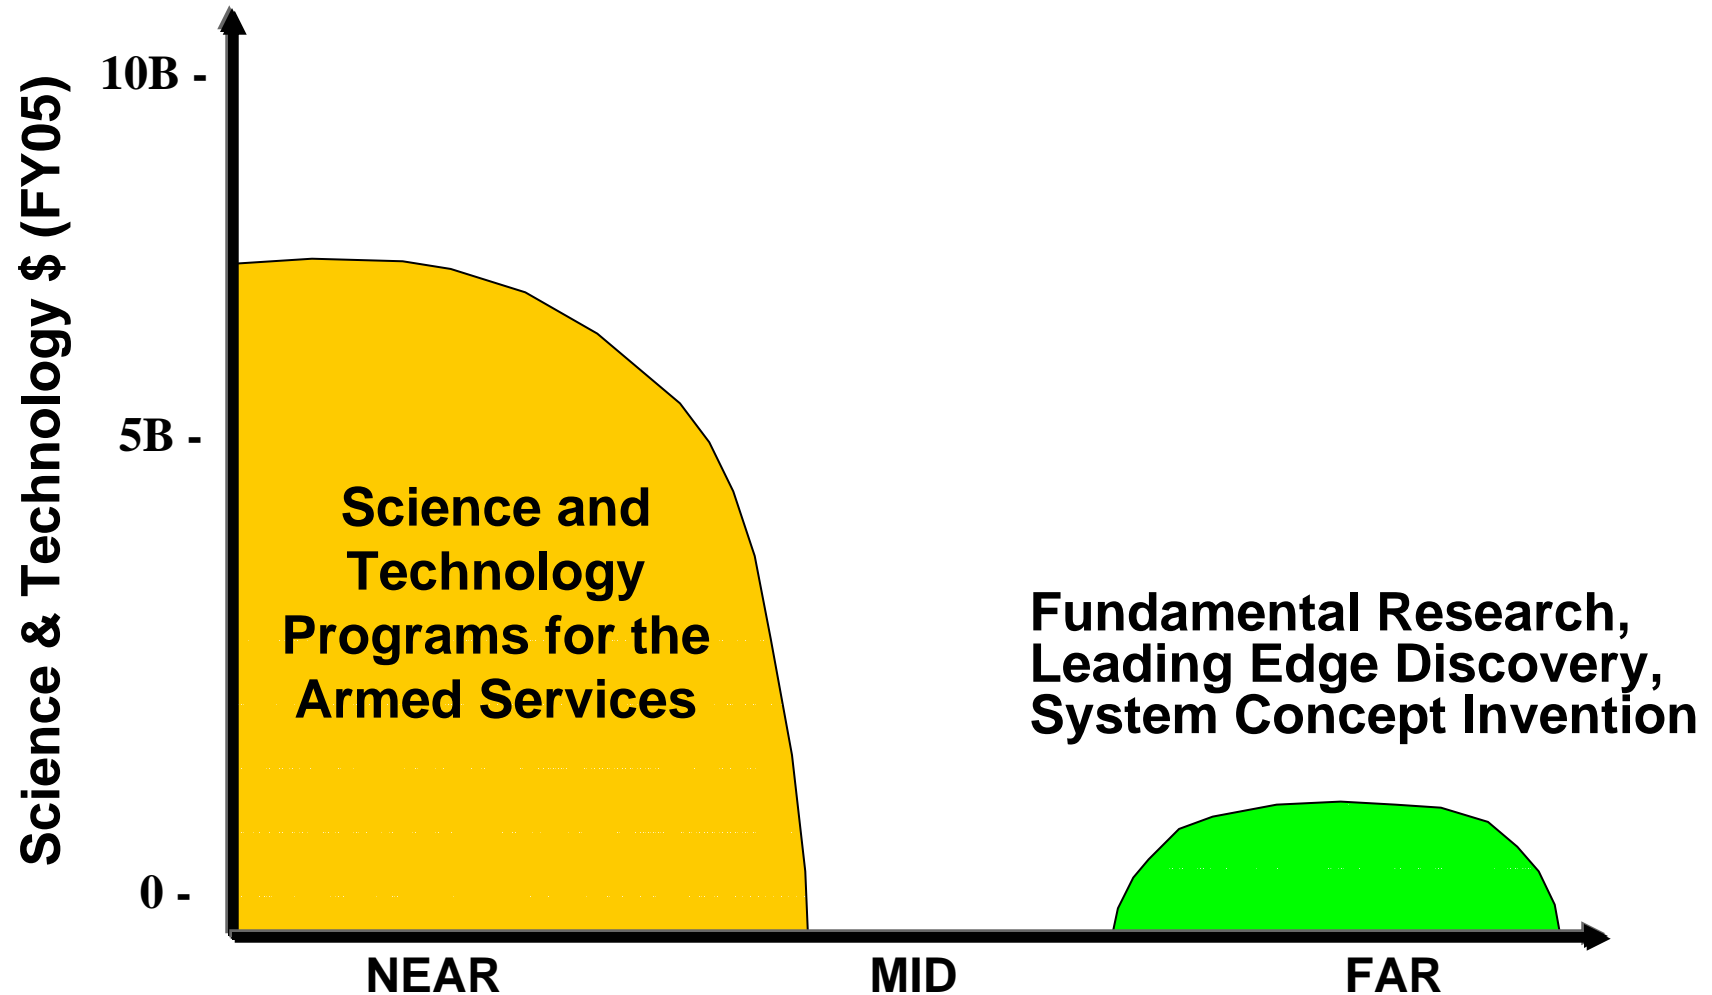 Science & Technology $ (FY05)
10B -
5B -
0 -
Science and
Technology
Programs for the
Armed Services
Fundamental Research,
Leading Edge Discovery,
System Concept Invention
NEAR MID FAR